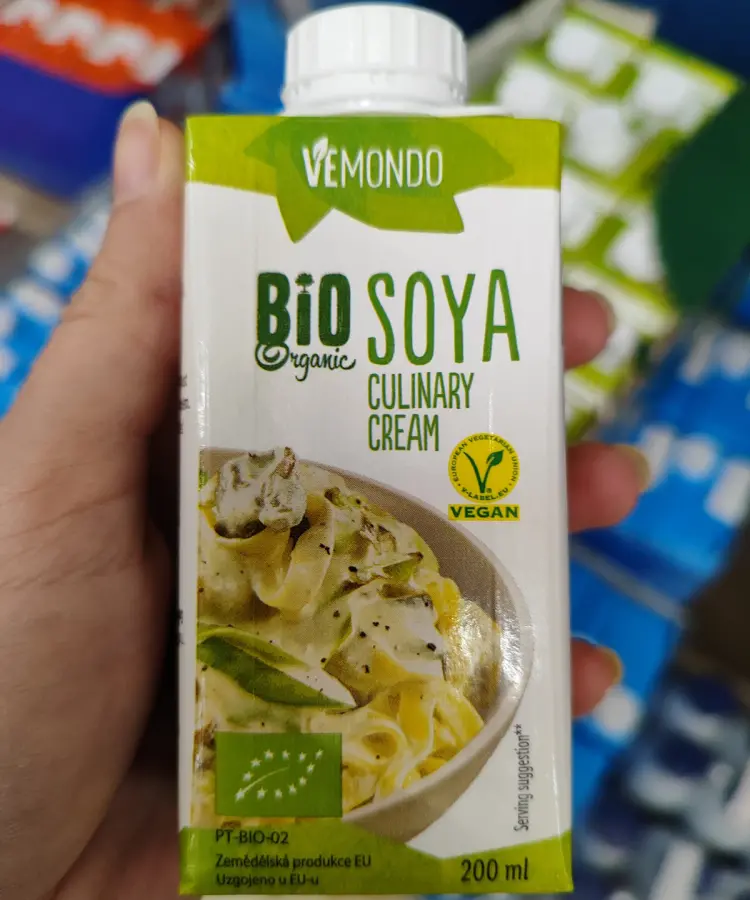 VEMONDO
BiO
Organic
SOYA
CULINARY
CREAM
EUROPEAN VEGETARIAN UNION
V-LABEL.EU
VEGAN
Serving suggestion**
PT-BIO-02
Zemědělská produkce EU
Uzgojeno u EU-u
200 ml